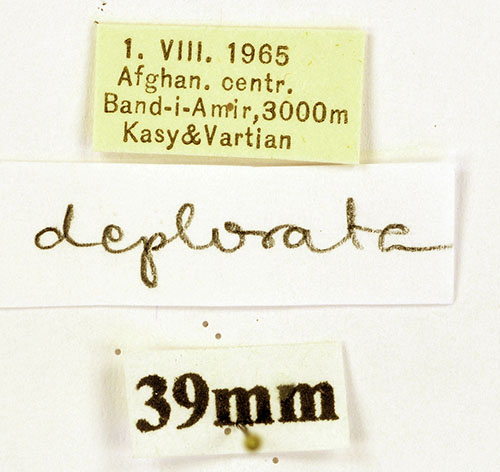 1. VIII. 1965
Afghan. centr.
Band-i-Amir,3000m
Kasy&Vartian
deplorata
39mm